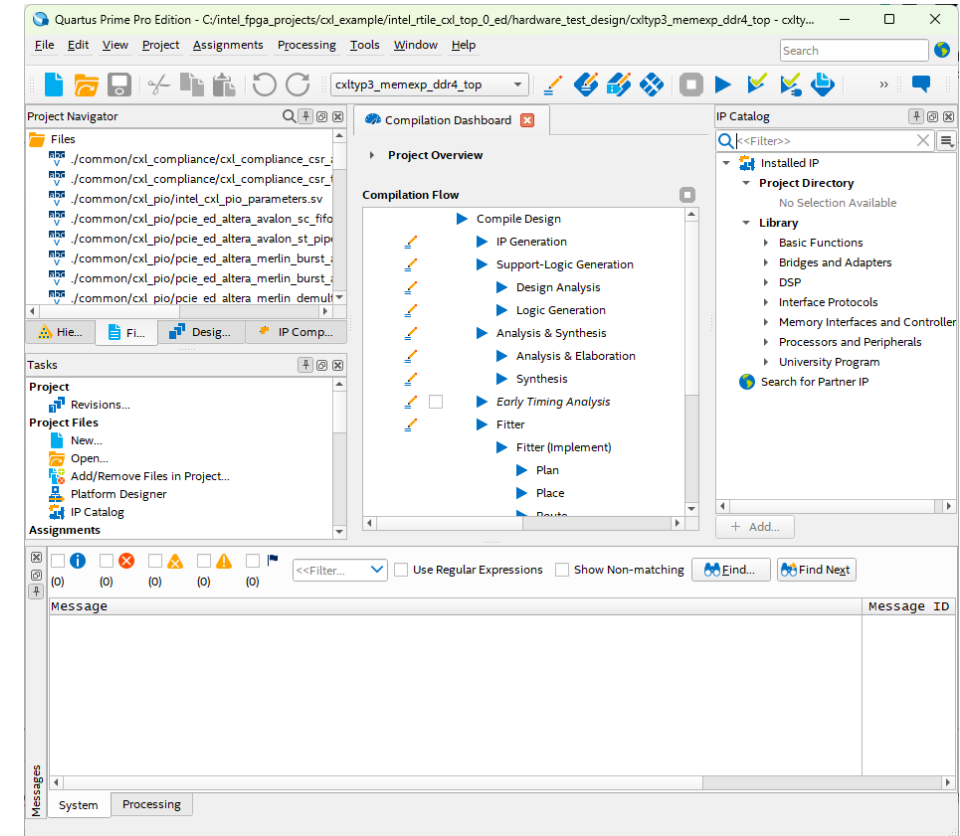 Quartus Prime Pro Edition - C:/intel_fpga_projects/cxl_example/intel_rtile_cxl_top_0_ed/hardware_test_design/cxltyp3_memexp_ddr4_top - cxlty...
File Edit View Project Assignments Processing Tools Window Help
Search
cxltyp3_memexp_ddr4_top
»
Project Navigator
Files
./common/cxl_compliance/cxl_compliance_csr_
./common/cxl_compliance/cxl_compliance_csr_
./common/cxl_pio/intel_cxl_pio_parameters.sv
./common/cxl_pio/pcie_ed_altera_avalon_sc_fifo
./common/cxl_pio/pcie_ed_altera_avalon_st_pip
./common/cxl_pio/pcie_ed_altera_merlin_burst_
./common/cxl_pio/pcie_ed_altera_merlin_burst_
./common/cxl_pio/pcie_ed_altera_merlin_demul
Hie...
Fi...
Desig...
IP Comp...
Tasks
Project
Revisions...
Project Files
New...
Open...
Add/Remove Files in Project...
Platform Designer
IP Catalog
Assignments
Compilation Dashboard
Project Overview
Compilation Flow
Compile Design
IP Generation
Support-Logic Generation
Design Analysis
Logic Generation
Analysis & Synthesis
Analysis & Elaboration
Synthesis
Early Timing Analysis
Fitter
Fitter (Implement)
Plan
Place
Route
IP Catalog
<<Filter>>
Installed IP
Project Directory
No Selection Available
Library
Basic Functions
Bridges and Adapters
DSP
Interface Protocols
Memory Interfaces and Controller
Processors and Peripherals
University Program
Search for Partner IP
+ Add...
(0) (0) (0) (0) (0)
<<Filter...
Use Regular Expressions
Show Non-matching
Find...
Find Next
Message
Message ID
Messages
System
Processing